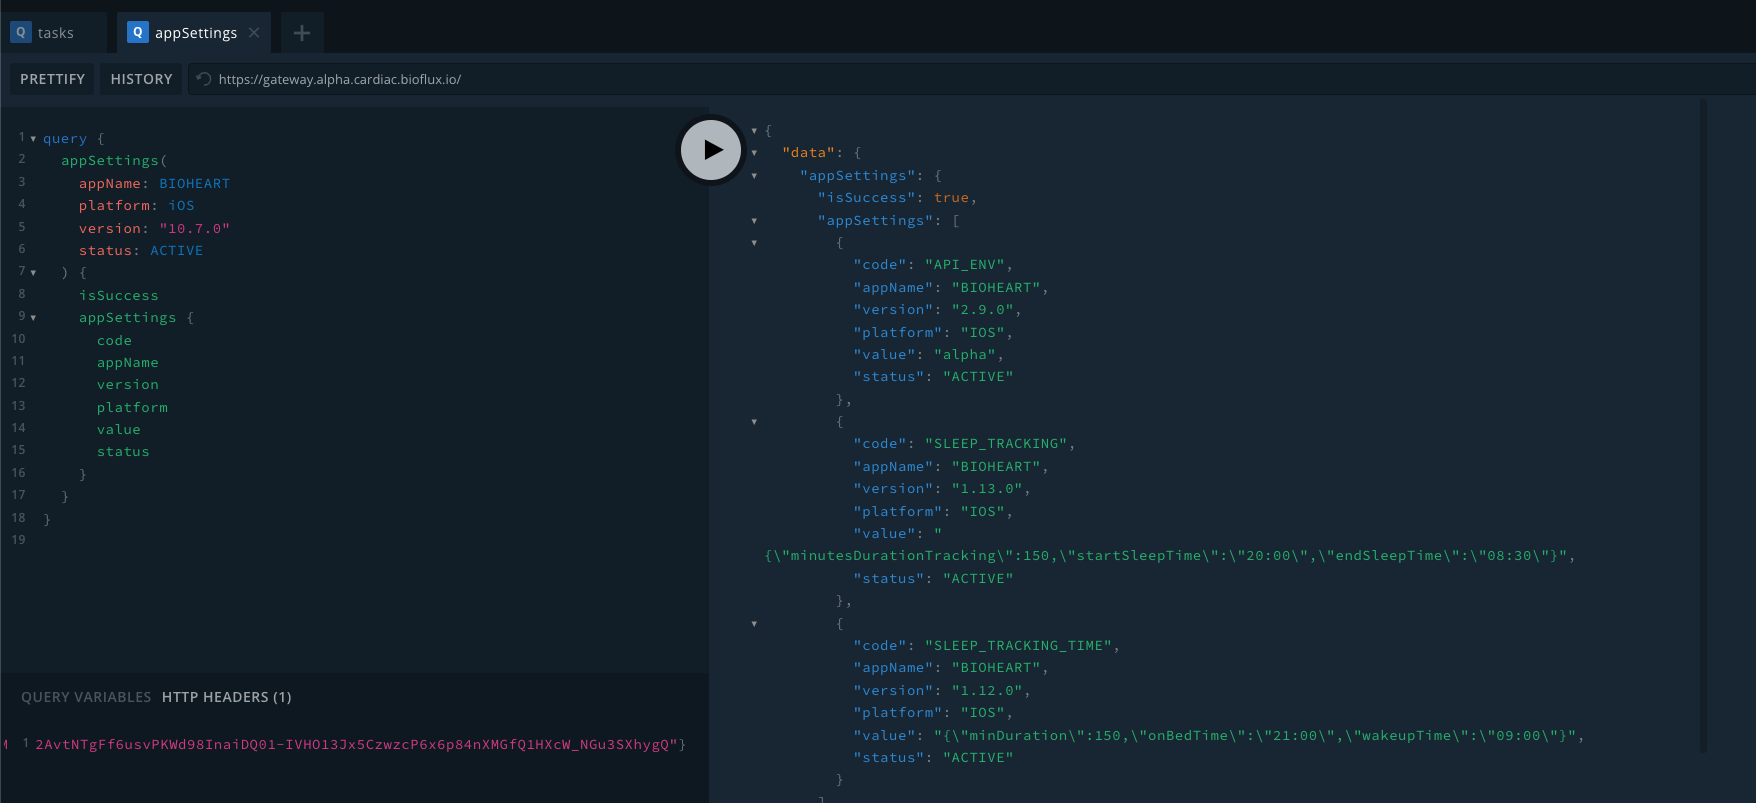 Q tasks
Q appSettings
PRETTIFY HISTORY https://gateway.alpha.cardiac.bioflux.io/
1 query {
2 appSettings(
3 appName: BIOHEART
4 platform: iOS
5 version: "10.7.0"
6 status: ACTIVE
7 ) {
8 isSuccess
9 appSettings {
10 code
11 appName
12 version
13 platform
14 value
15 status
16 }
17 }
18 }
19
QUERY VARIABLES HTTP HEADERS (1)
1 2AvtNTgFf6usvPKWd98InaiDQ01-IVHO13Jx5CzwzcP6x6p84nXMGfQ1HXcW_NGu3SXhygQ"}
{
"data": {
"appSettings": {
"isSuccess": true,
"appSettings": [
{
"code": "API_ENV",
"appName": "BIOHEART",
"version": "2.9.0",
"platform": "IOS",
"value": "alpha",
"status": "ACTIVE"
},
{
"code": "SLEEP_TRACKING",
"appName": "BIOHEART",
"version": "1.13.0",
"platform": "IOS",
"value": "
{\"minutesDurationTracking\":150,\"startSleepTime\":\"20:00\",\"endSleepTime\":\"08:30\"}",
"status": "ACTIVE"
},
{
"code": "SLEEP_TRACKING_TIME",
"appName": "BIOHEART",
"version": "1.12.0",
"platform": "IOS",
"value": "{\"minDuration\":150,\"onBedTime\":\"21:00\",\"wakeupTime\":\"09:00\"}",
"status": "ACTIVE"
}